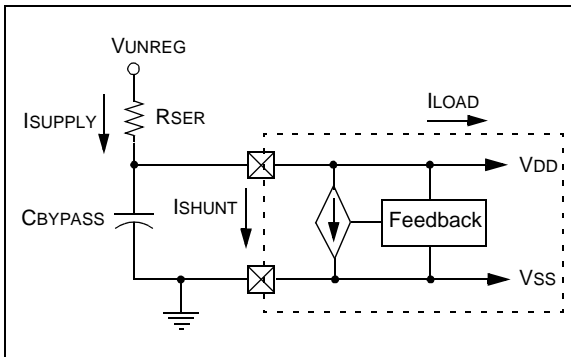 VUNREG
ISUPPLY
RSER
ILOAD
VDD
CBYPASS
ISHUNT
Feedback
VSS